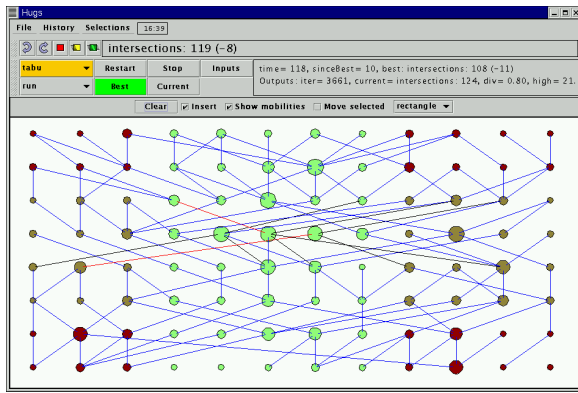 Hugs
File History Selections 16:39
intersections: 119 (-8)
tabu Restart Stop Inputs
run Best Current
time= 118, sinceBest= 10, best: intersections: 108 (-11)
Outputs: iter= 3661, current= intersections: 124, div= 0.80, high= 21.
Clear Insert Show mobilities Move selected rectangle